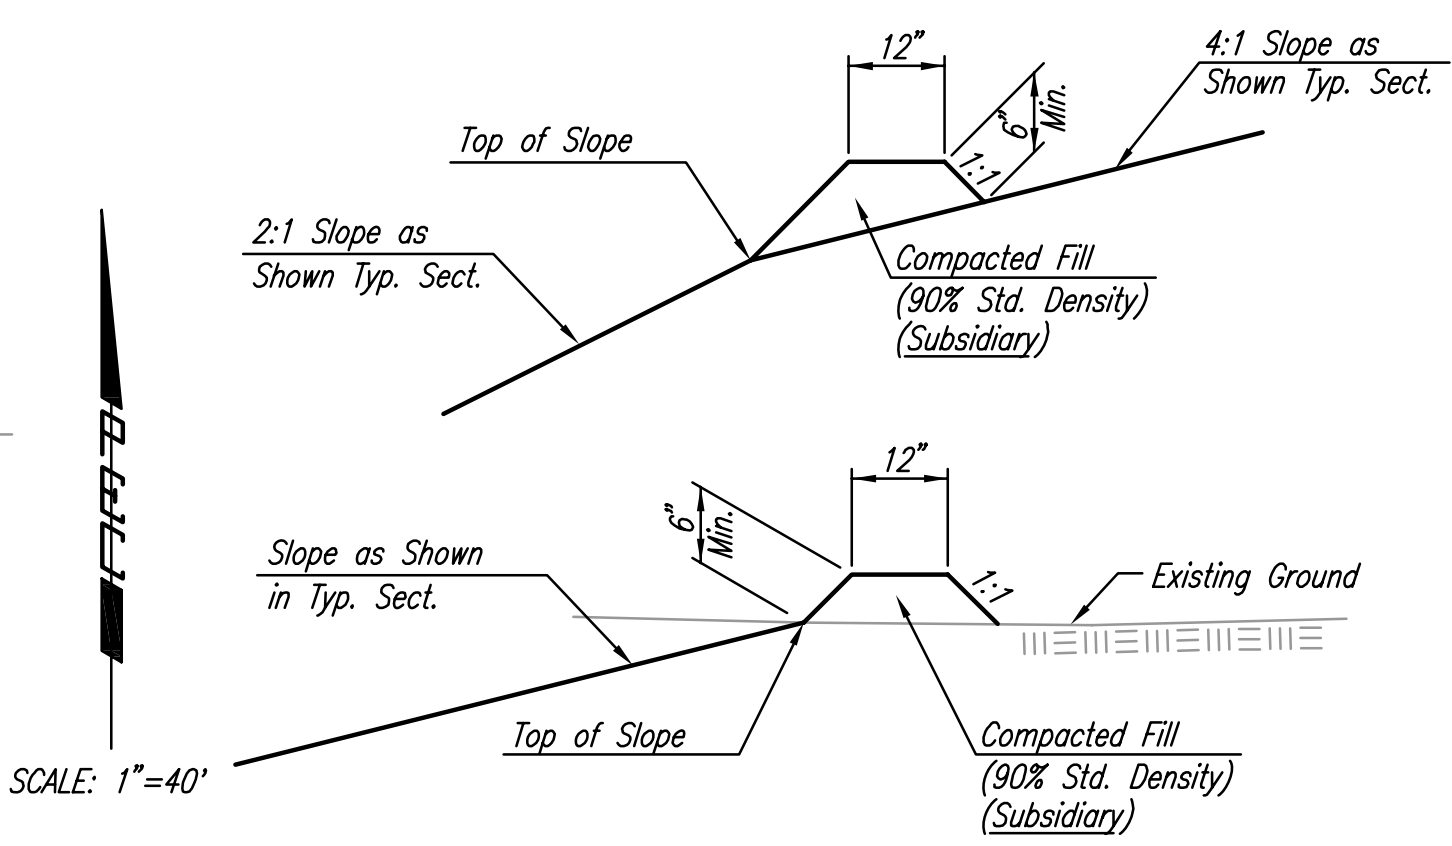 12"
4:1 Slope as
Shown Typ. Sect.
6"
Min.
1:1
Top of Slope
2:1 Slope as
Shown Typ. Sect.
Compacted Fill
(90% Std. Density)
(Subsidiary)
12"
6"
Min.
1:1
Slope as Shown
in Typ. Sect.
Existing Ground
Top of Slope
Compacted Fill
(90% Std. Density)
(Subsidiary)
SCALE: 1"=40'